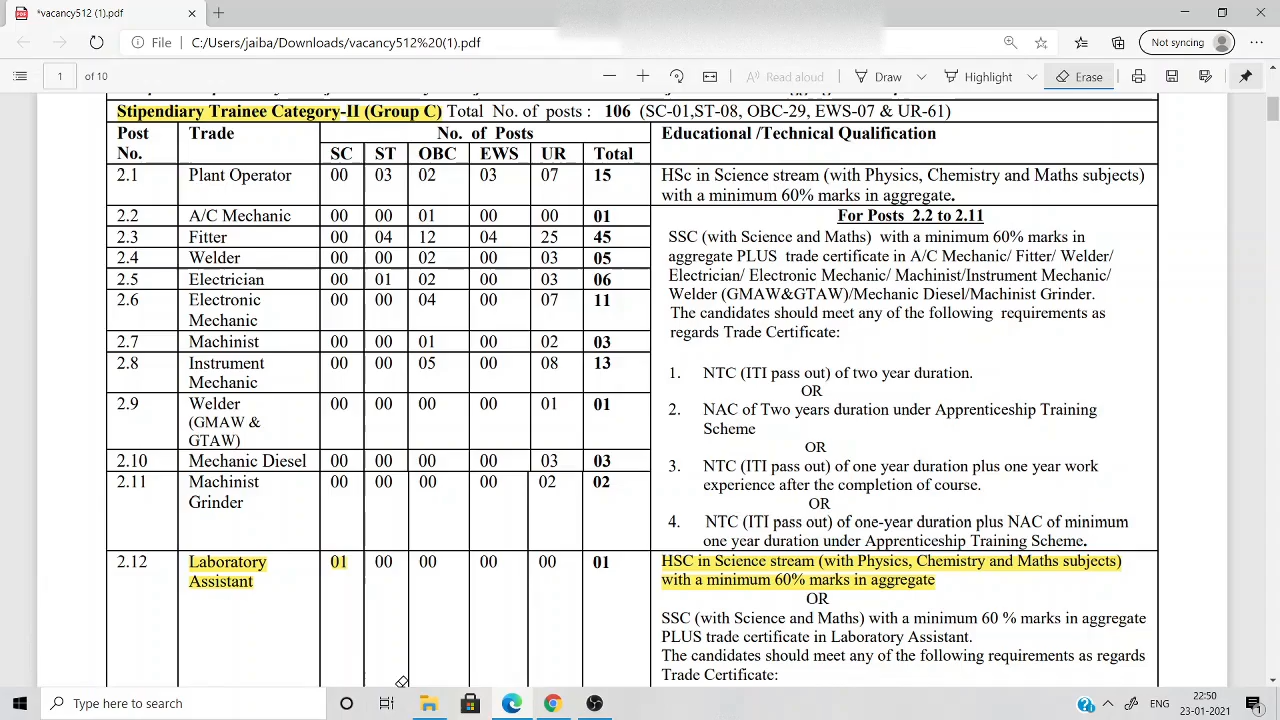 *vacancy512 (1).pdf
File C:/Users/jaiba/Downloads/vacancy512%20(1).pdf Not syncing
1 of 10 Read aloud Draw Highlight Erase
Stipendiary Trainee Category-II (Group C) Total No. of posts : 106 (SC-01,ST-08, OBC-29, EWS-07 & UR-61)
Post No. Trade No. of Posts Educational /Technical Qualification
SC ST OBC EWS UR Total
2.1 Plant Operator 00 03 02 03 07 15 HSc in Science stream (with Physics, Chemistry and Maths subjects)
with a minimum 60% marks in aggregate.
2.2 A/C Mechanic 00 00 01 00 00 01 For Posts 2.2 to 2.11
2.3 Fitter 00 04 12 04 25 45 SSC (with Science and Maths) with a minimum 60% marks in
2.4 Welder 00 00 02 00 03 05 aggregate PLUS trade certificate in A/C Mechanic/ Fitter/ Welder/
2.5 Electrician 00 01 02 00 03 06 Electrician/ Electronic Mechanic/ Machinist/Instrument Mechanic/
2.6 Electronic 00 00 04 00 07 11 Welder (GMAW&GTAW)/Mechanic Diesel/Machinist Grinder.
Mechanic The candidates should meet any of the following requirements as
regards Trade Certificate:
2.7 Machinist 00 00 01 00 02 03
2.8 Instrument 00 00 05 00 08 13 1. NTC (ITI pass out) of two year duration.
Mechanic OR
2.9 Welder 00 00 00 00 01 01 2. NAC of Two years duration under Apprenticeship Training
(GMAW & Scheme
GTAW) OR
2.10 Mechanic Diesel 00 00 00 00 03 03 3. NTC (ITI pass out) of one year duration plus one year work
2.11 Machinist 00 00 00 00 02 02 experience after the completion of course.
Grinder OR
4. NTC (ITI pass out) of one-year duration plus NAC of minimum
one year duration under Apprenticeship Training Scheme.
2.12 Laboratory 01 00 00 00 00 01 HSC in Science stream (with Physics, Chemistry and Maths subjects)
Assistant with a minimum 60% marks in aggregate
OR
SSC (with Science and Maths) with a minimum 60 % marks in aggregate
PLUS trade certificate in Laboratory Assistant.
The candidates should meet any of the following requirements as regards
Trade Certificate:
Type here to search ENG 22:50
23-01-2021